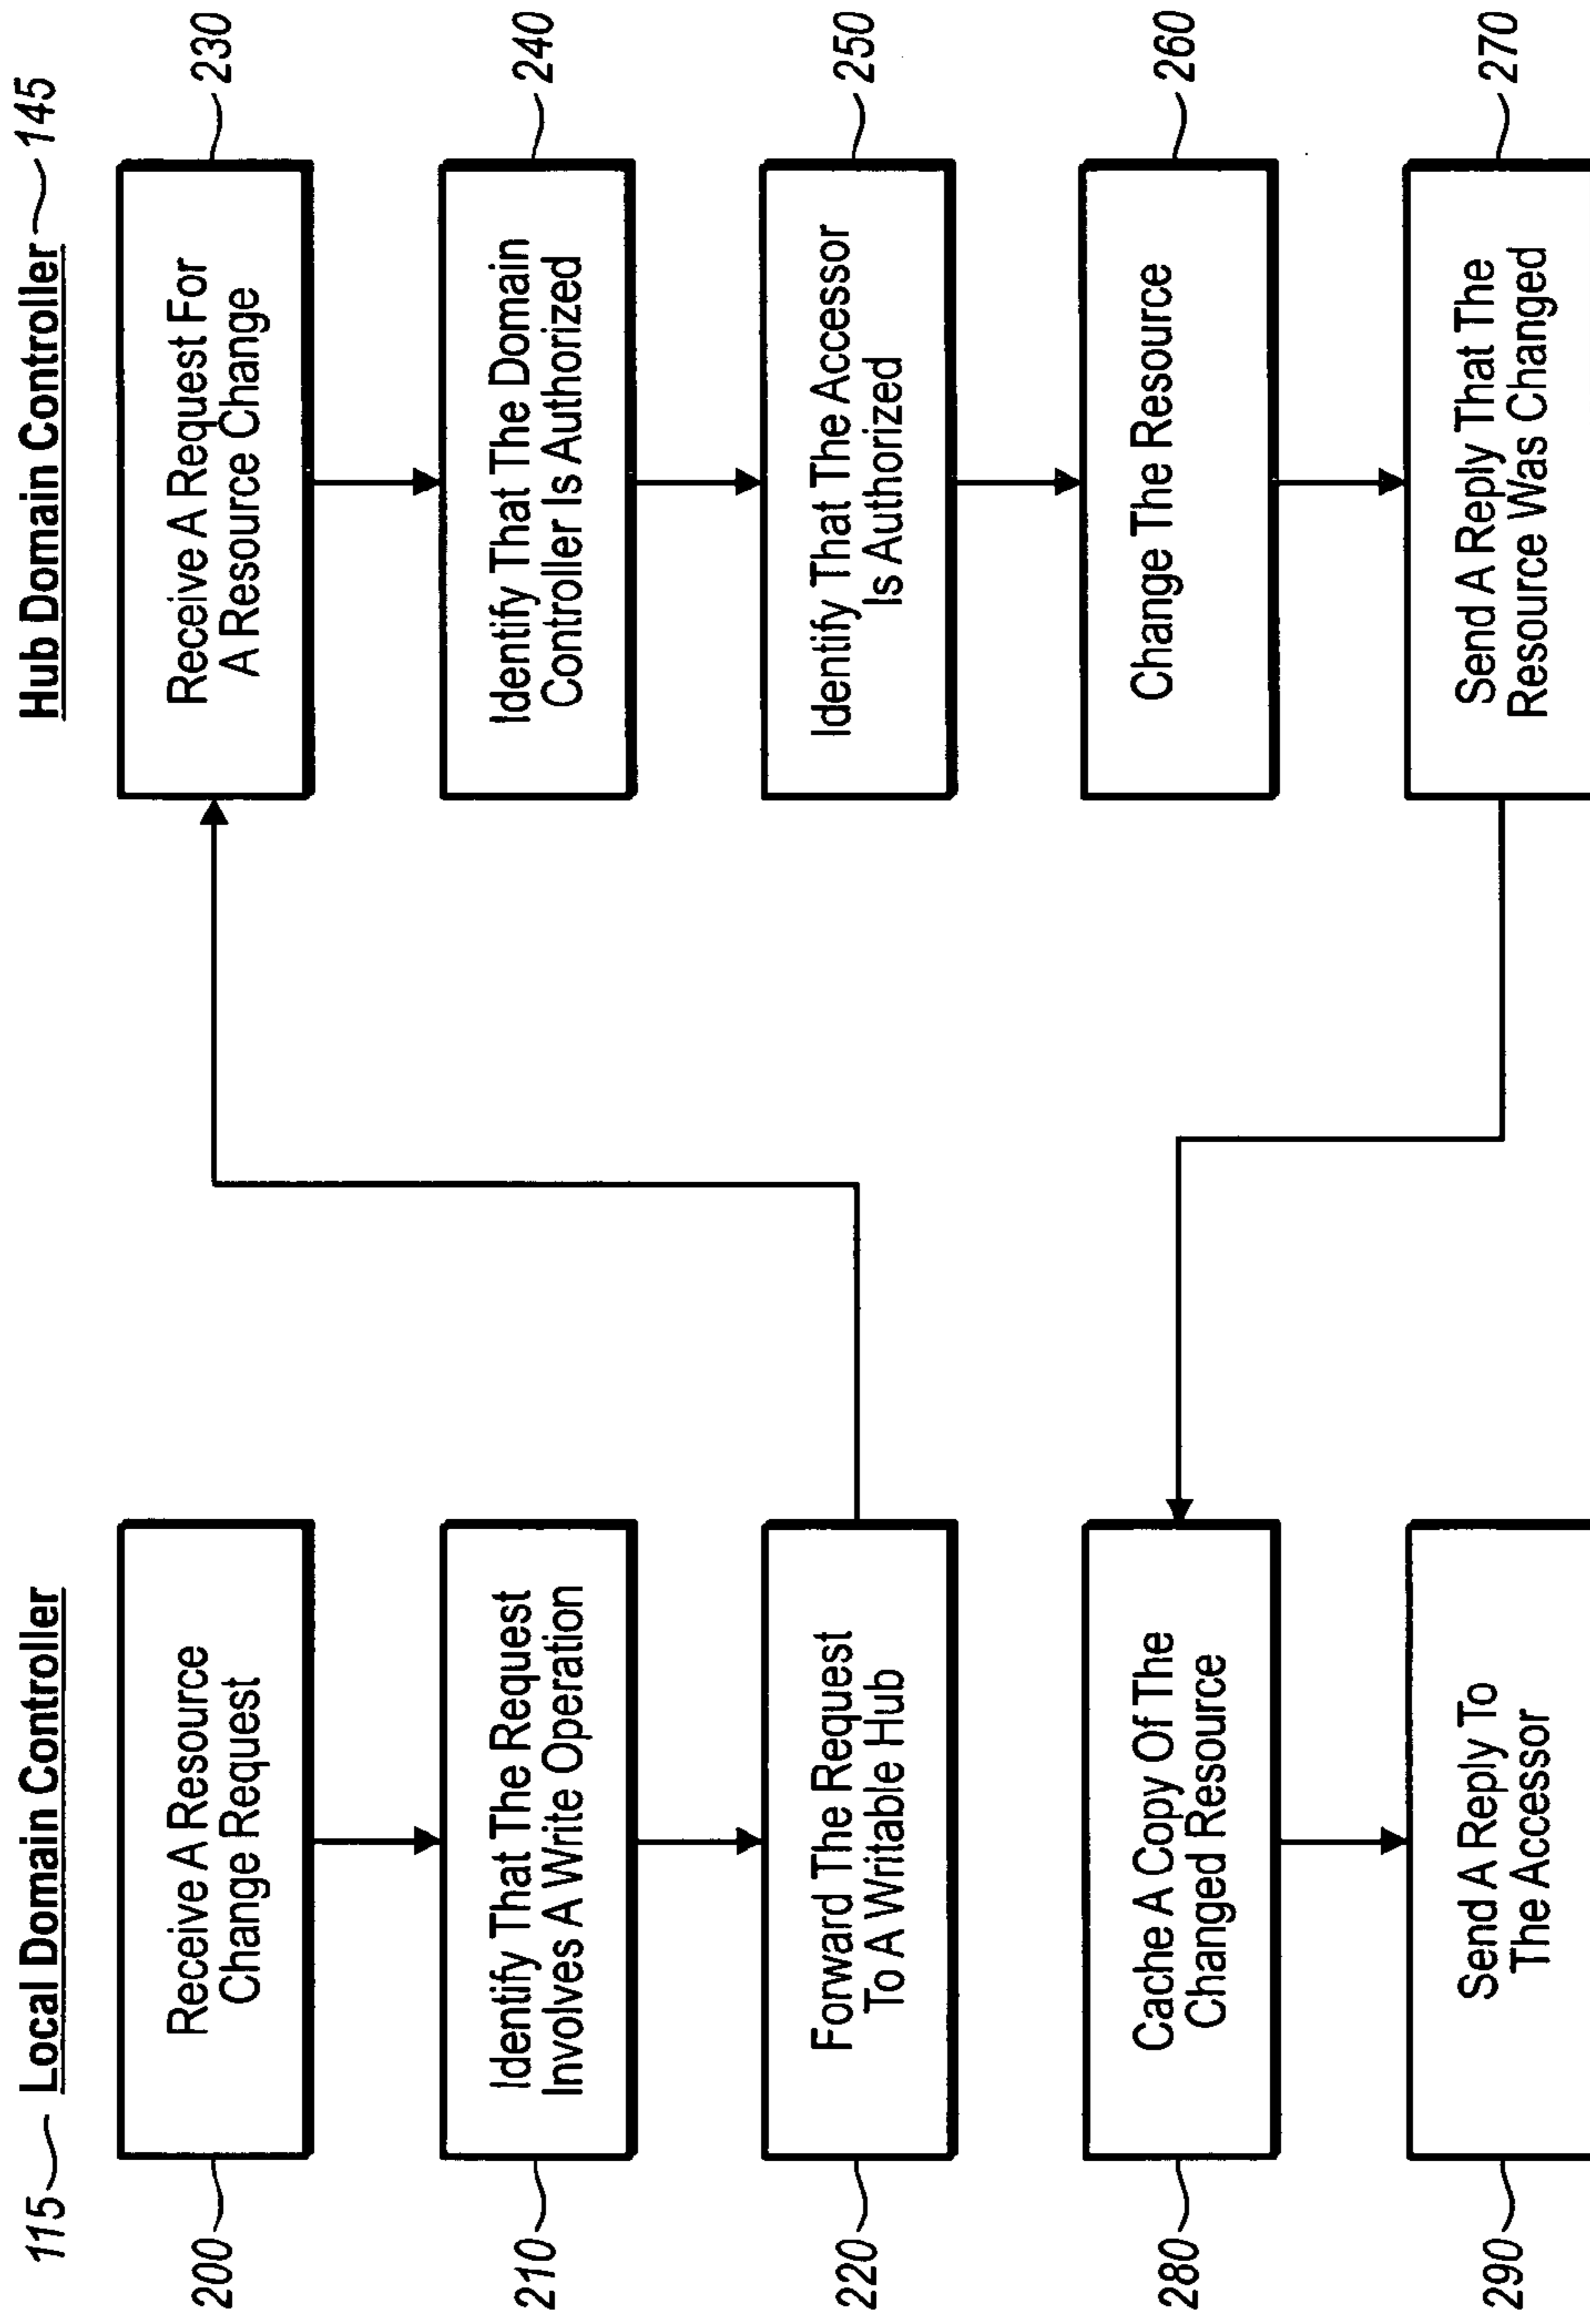 115 Local Domain Controller
200
Receive A Resource
Change Request
210
Identify That The Request
Involves A Write Operation
220
Forward The Request
To A Writable Hub
280
Cache A Copy Of The
Changed Resource
290
Send A Reply To
The Accessor
Hub Domain Controller 145
Receive A Request For
A Resource Change
230
Identify That The Domain
Controller Is Authorized
240
Identify That The Accessor
Is Authorized
250
Change The Resource
260
Send A Reply That The
Resource Was Changed
270